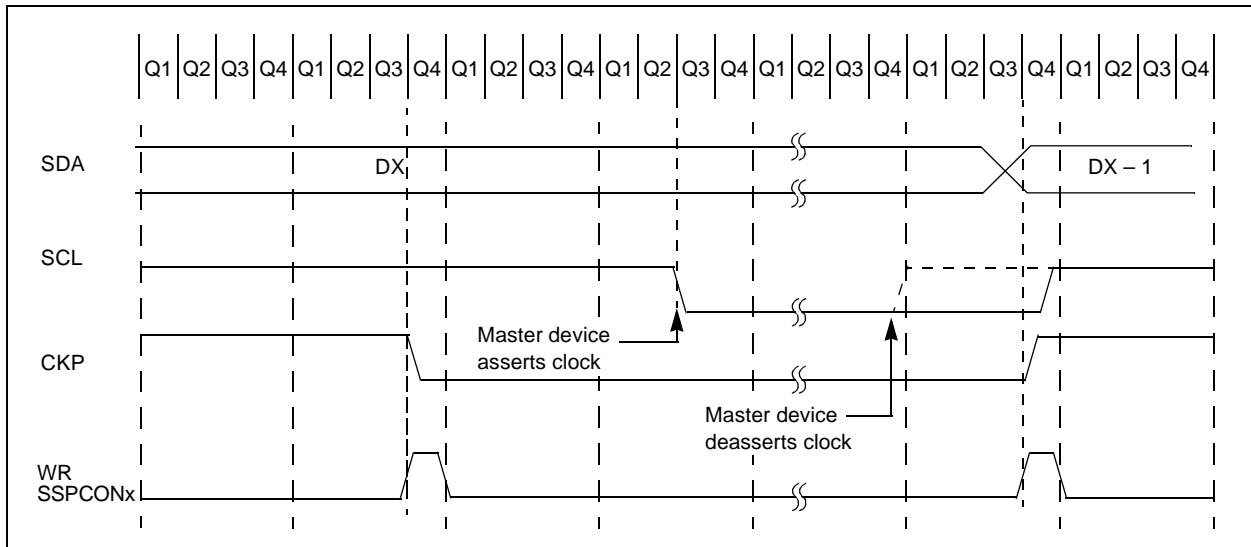 Q1 Q2 Q3 Q4 Q1 Q2 Q3 Q4 Q1 Q2 Q3 Q4 Q1 Q2 Q3 Q4 Q1 Q2 Q3 Q4 Q1 Q2 Q3 Q4 Q1 Q2 Q3 Q4
SDA
DX
DX – 1
SCL
Master device
asserts clock
CKP
Master device
deasserts clock
WR
SSPCONx